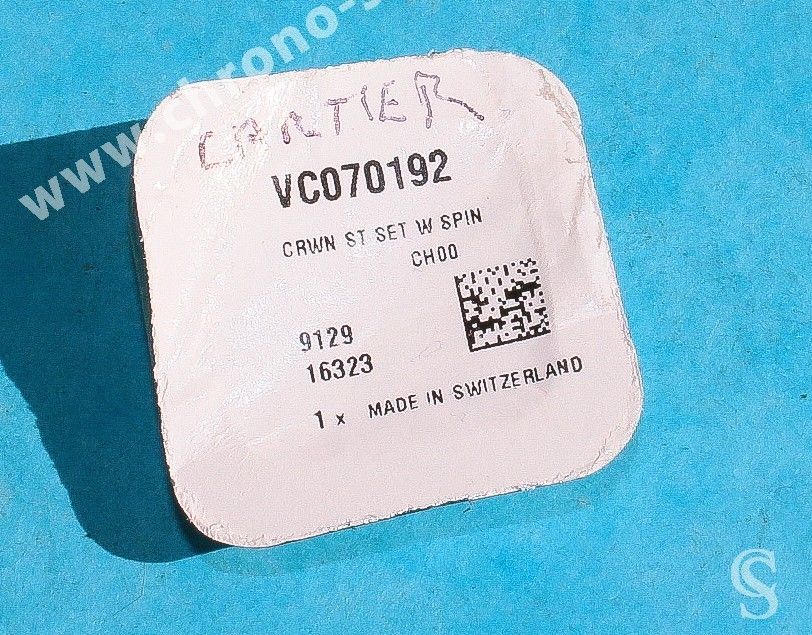 www.chrono-
CARTIER
VC070192
CRWN ST SET W SPIN
CH00
9129
16323
1 x MADE IN SWITZERLAND